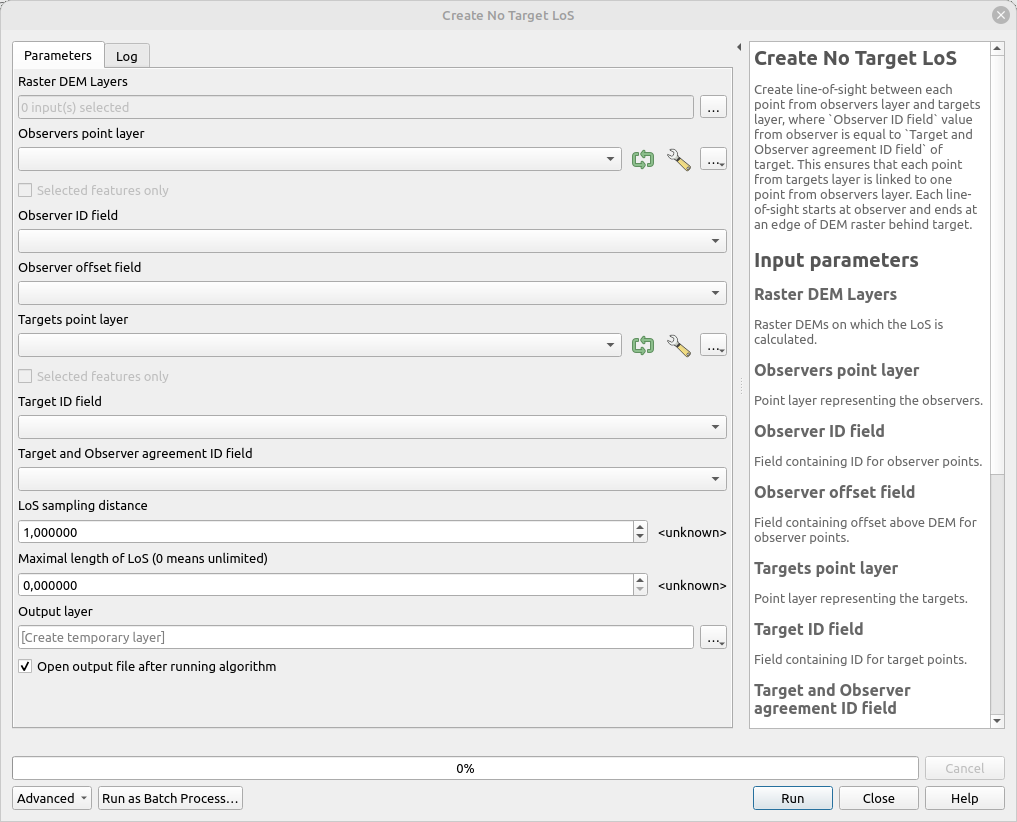 Create No Target LoS
Parameters
Log
Raster DEM Layers
0 input(s) selected
...
Observers point layer
...
Selected features only
Observer ID field
Observer offset field
Targets point layer
...
Selected features only
Target ID field
Target and Observer agreement ID field
LoS sampling distance
1,000000
<unknown>
Maximal length of LoS (0 means unlimited)
0,000000
<unknown>
Output layer
[Create temporary layer]
...
Open output file after running algorithm
Create No Target LoS
Create line-of-sight between each
point from observers layer and targets
layer, where `Observer ID field` value
from observer is equal to `Target and
Observer agreement ID field` of
target. This ensures that each point
from targets layer is linked to one
point from observers layer. Each line-
of-sight starts at observer and ends at
an edge of DEM raster behind target.
Input parameters
Raster DEM Layers
Raster DEMs on which the LoS is
calculated.
Observers point layer
Point layer representing the observers.
Observer ID field
Field containing ID for observer points.
Observer offset field
Field containing offset above DEM for
observer points.
Targets point layer
Point layer representing the targets.
Target ID field
Field containing ID for target points.
Target and Observer
agreement ID field
0%
Cancel
Advanced
Run as Batch Process…
Run
Close
Help